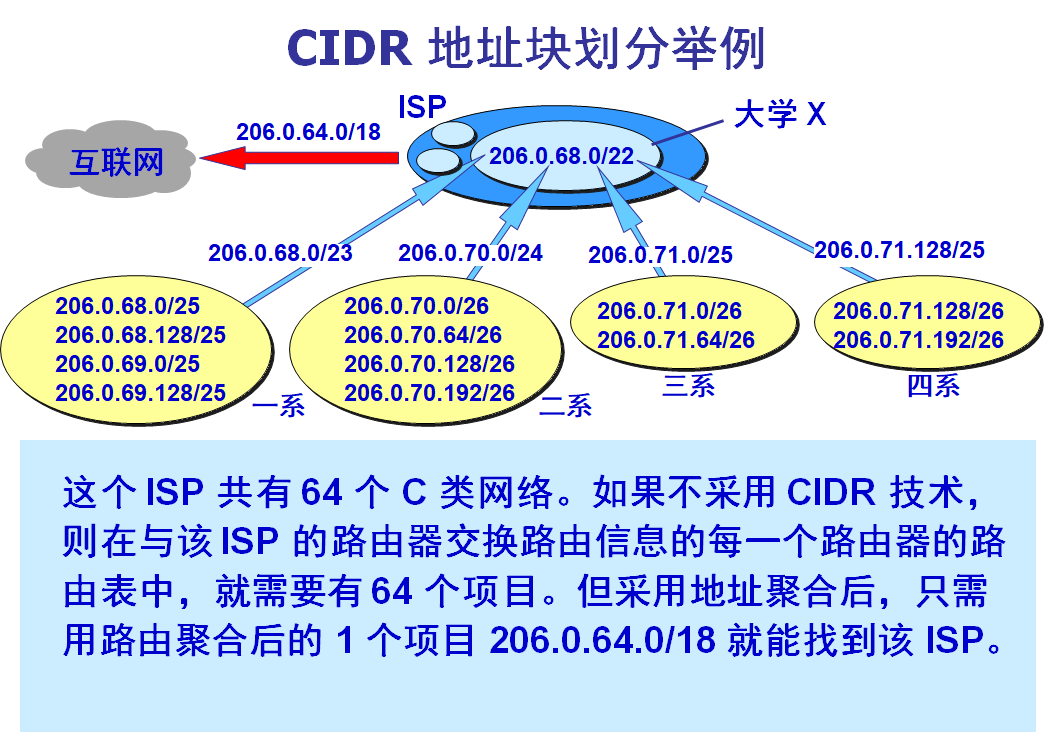 CIDR 地址块划分举例
ISP
大学 X
206.0.64.0/18
互联网
206.0.68.0/22
206.0.68.0/23
206.0.70.0/24
206.0.71.0/25
206.0.71.128/25
206.0.68.0/25
206.0.68.128/25
206.0.69.0/25
206.0.69.128/25
一系
206.0.70.0/26
206.0.70.64/26
206.0.70.128/26
206.0.70.192/26
二系
206.0.71.0/26
206.0.71.64/26
三系
206.0.71.128/26
206.0.71.192/26
四系
这个 ISP 共有 64 个 C 类网络。如果不采用 CIDR 技术，
则在与该 ISP 的路由器交换路由信息的每一个路由器的路
由表中，就需要有 64 个项目。但采用地址聚合后，只需
用路由聚合后的 1 个项目 206.0.64.0/18 就能找到该 ISP。